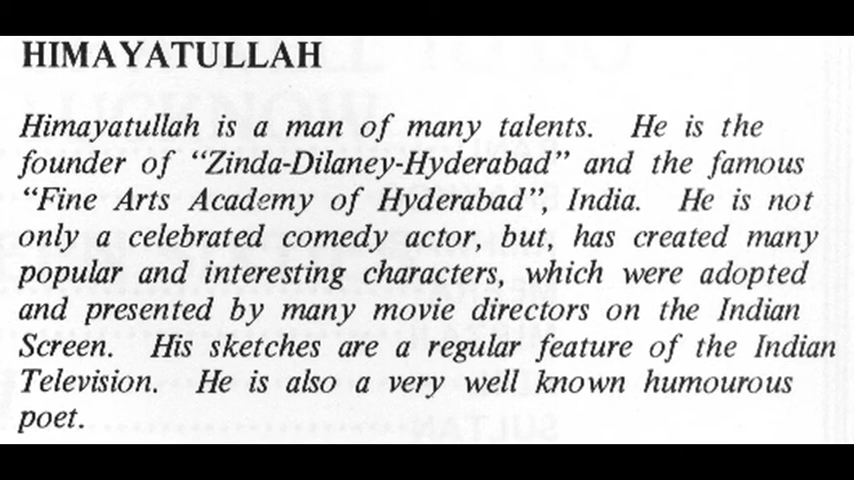 HIMAYATULLAH
Himayatullah is a man of many talents. He is the
founder of “Zinda-Dilaney-Hyderabad” and the famous
“Fine Arts Academy of Hyderabad”, India. He is not
only a celebrated comedy actor, but, has created many
popular and interesting characters, which were adopted
and presented by many movie directors on the Indian
Screen. His sketches are a regular feature of the Indian
Television. He is also a very well known humourous
poet.